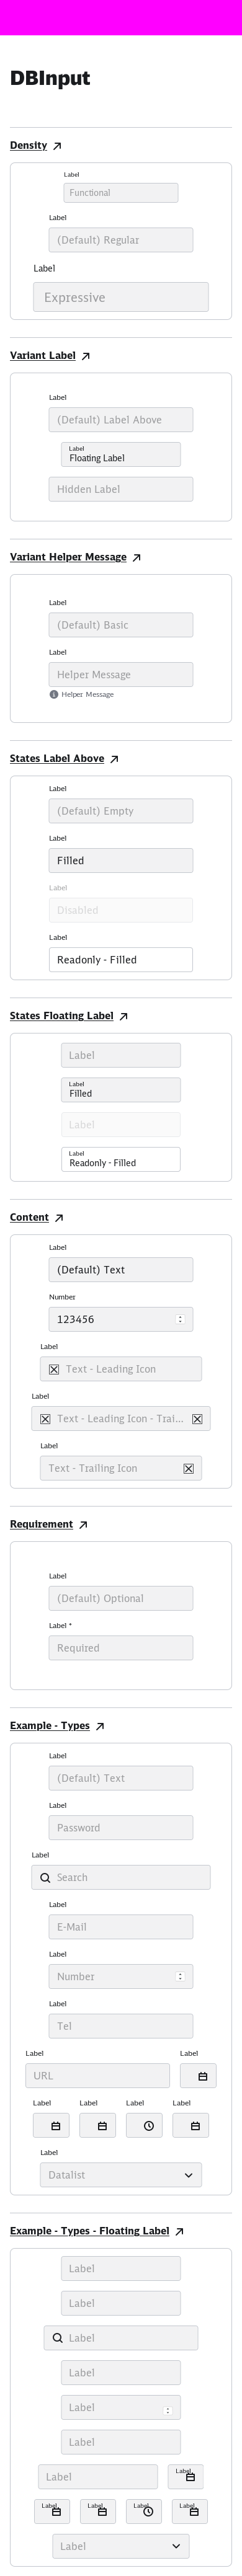 DBInput
Density
Label
Functional
Label
(Default) Regular
Label
Expressive
Variant Label
Label
(Default) Label Above
Label
Floating Label
Hidden Label
Variant Helper Message
Label
(Default) Basic
Label
Helper Message
Helper Message
States Label Above
Label
(Default) Empty
Label
Filled
Label
Disabled
Label
Readonly - Filled
States Floating Label
Label
Label
Filled
Label
Label
Readonly - Filled
Content
Label
(Default) Text
Number
123456
Label
Text - Leading Icon
Label
Text - Leading Icon - Trai...
Label
Text - Trailing Icon
Requirement
Label
(Default) Optional
Label *
Required
Example - Types
Label
(Default) Text
Label
Password
Label
Search
Label
E-Mail
Label
Number
Label
Tel
Label Label
URL
Label Label Label Label
Label
Datalist
Example - Types - Floating Label
Label
Label
Label
Label
Label
Label
Label Label
Label Label Label Label
Label